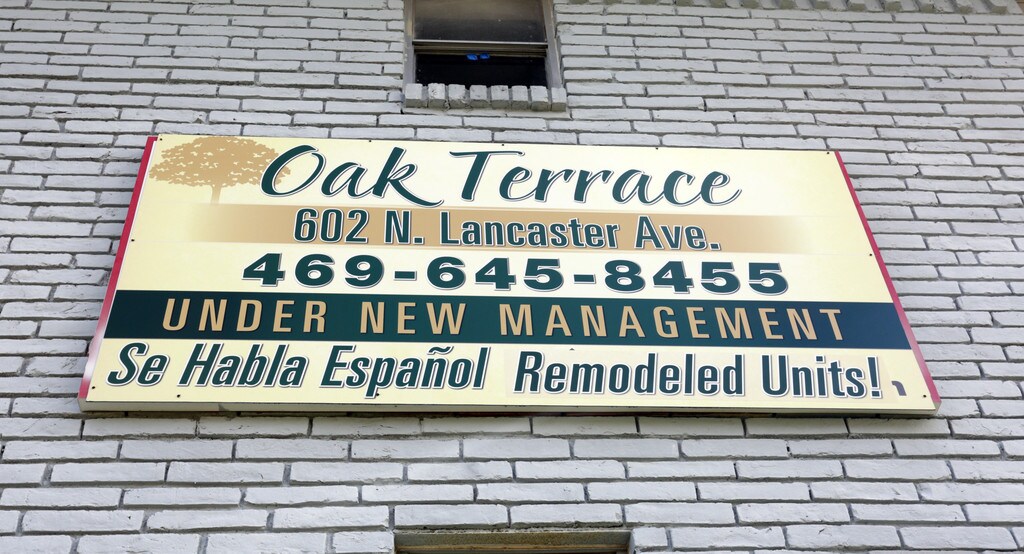 Oak Terrace
602 N. Lancaster Ave.
469-645-8455
UNDER NEW MANAGEMENT
Se Habla Español Remodeled Units!